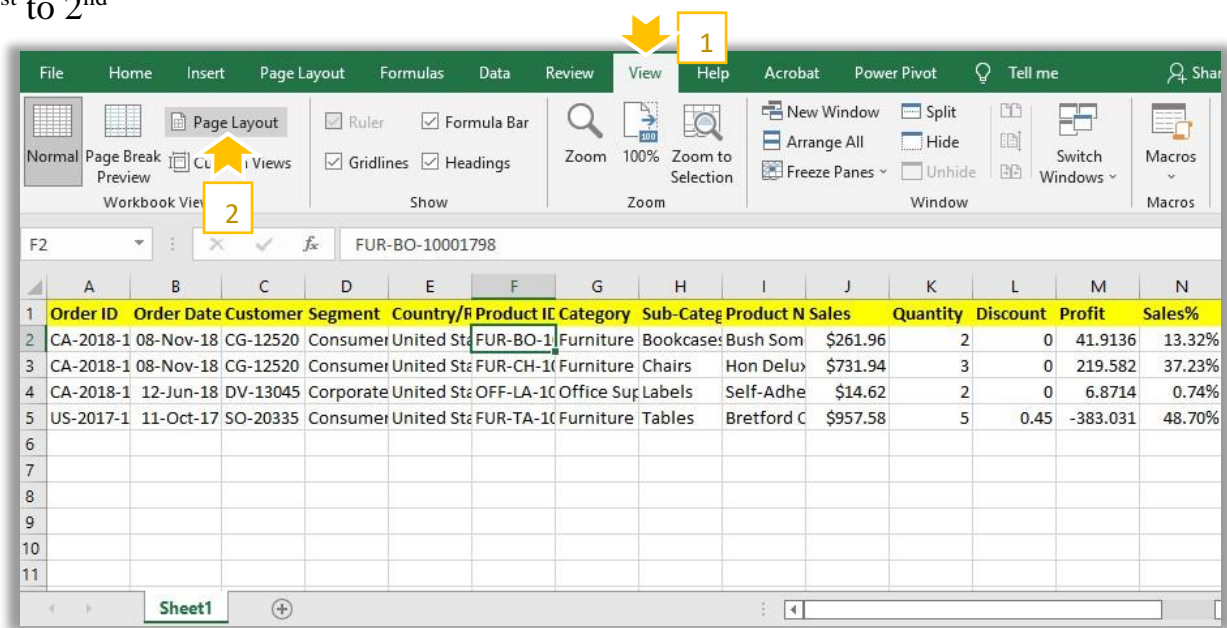 st to 2nd
1
File Home Insert Page Layout Formulas Data Review View Help Acrobat Power Pivot Tell me Shar
Normal Page Break Preview Page Layout Views
Workbook View
2
Ruler Formula Bar
Gridlines Headings
Show
Zoom 100% Zoom to Selection
Zoom
New Window Split
Arrange All Hide
Freeze Panes Unhide
Switch Windows
Window
Macros
Macros
F2 fx FUR-BO-10001798
A B C D E F G H I J K L M N
1 Order ID Order Date Customer Segment Country/R Product ID Category Sub-Categ Product N Sales Quantity Discount Profit Sales%
2 CA-2018-1 08-Nov-18 CG-12520 Consumer United Sta FUR-BO-1 Furniture Bookcases Bush Som $261.96 2 0 41.9136 13.32%
3 CA-2018-1 08-Nov-18 CG-12520 Consumer United Sta FUR-CH-10 Furniture Chairs Hon Delux $731.94 3 0 219.582 37.23%
4 CA-2018-1 12-Jun-18 DV-13045 Corporate United Sta OFF-LA-10 Office Sup Labels Self-Adhe $14.62 2 0 6.8714 0.74%
5 US-2017-1 11-Oct-17 SO-20335 Consumer United Sta FUR-TA-10 Furniture Tables Bretford C $957.58 5 0.45 -383.031 48.70%
6
7
8
9
10
11
Sheet1